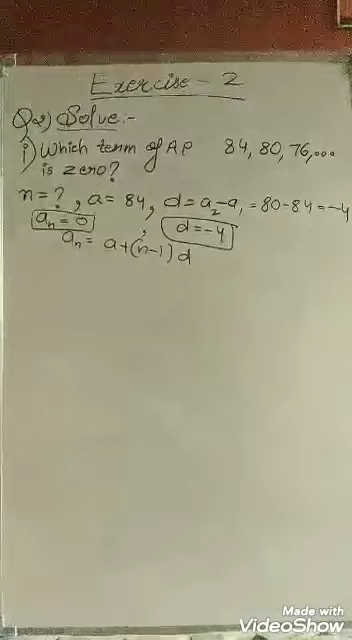 Exercise - 2
Q2) Solve:-
i) Which term of AP 84, 80, 76,...
is zero?
n = ?, a = 84, d = a₂-a₁ = 80-84 = -4
aₙ = 0, d = -4
aₙ = a+(n-1)d
Made with
VideoShow